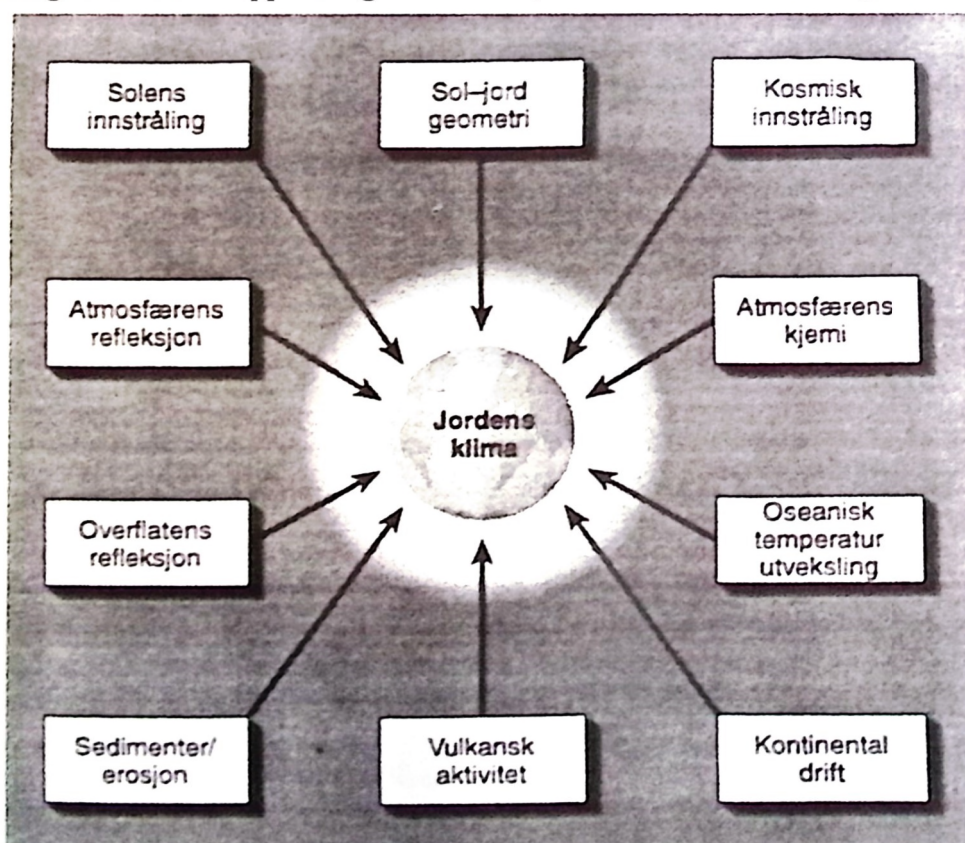 Solens
innstråling
Sol–jord
geometri
Kosmisk
innstråling
Atmosfærens
refleksjon
Atmosfærens
kjemi
Jordens
klima
Overflatens
refleksjon
Oseanisk
temperatur
utveksling
Sedimenter/
erosjon
Vulkansk
aktivitet
Kontinental
drift